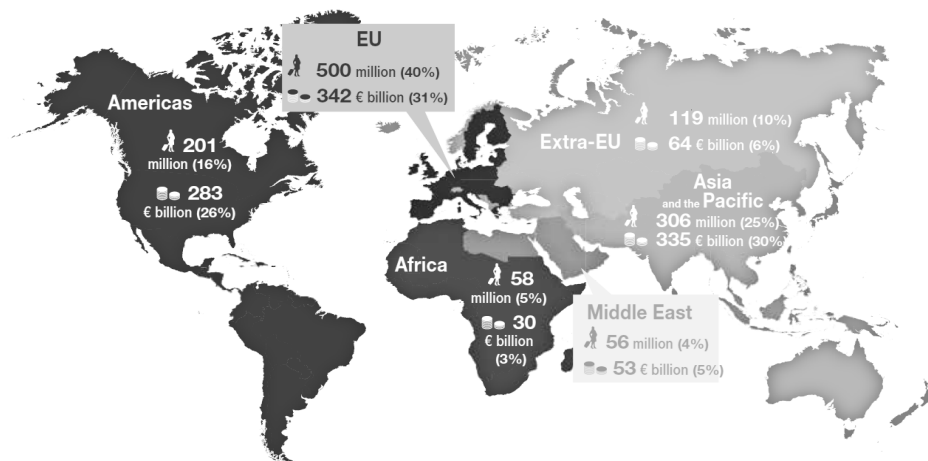 EU
500 million (40%)
342 € billion (31%)
Americas
201
million (16%)
283
€ billion (26%)
Extra-EU
119 million (10%)
64 € billion (6%)
Asia
and the Pacific
306
million (25%)
335
€ billion (30%)
Africa
58
million (5%)
30
€ billion
(3%)
Middle East
56 million (4%)
53 € billion (5%)